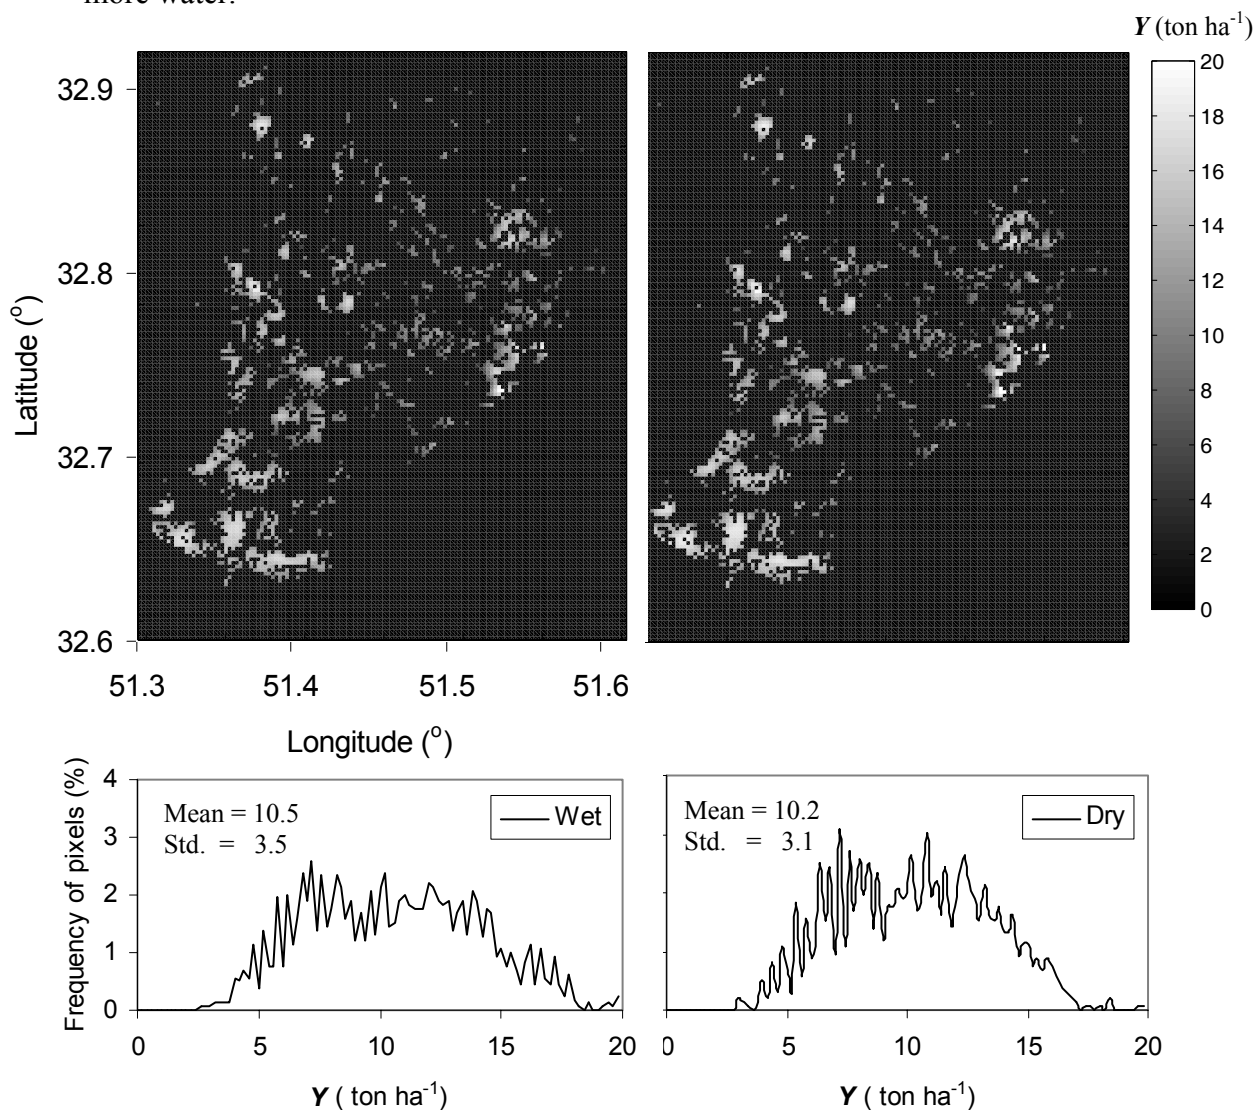 more water.
Y (ton ha-1)
20
18
16
14
12
10
8
6
4
2
0
Latitude (o)
32.9
32.8
32.7
32.6
51.3 51.4 51.5 51.6
Longitude (o)
Frequency of pixels (%)
4
3
2
1
0
Mean = 10.5
Std. = 3.5
Wet
0 5 10 15 20
Y ( ton ha-1)
Mean = 10.2
Std. = 3.1
Dry
0 5 10 15 20
Y ( ton ha-1)